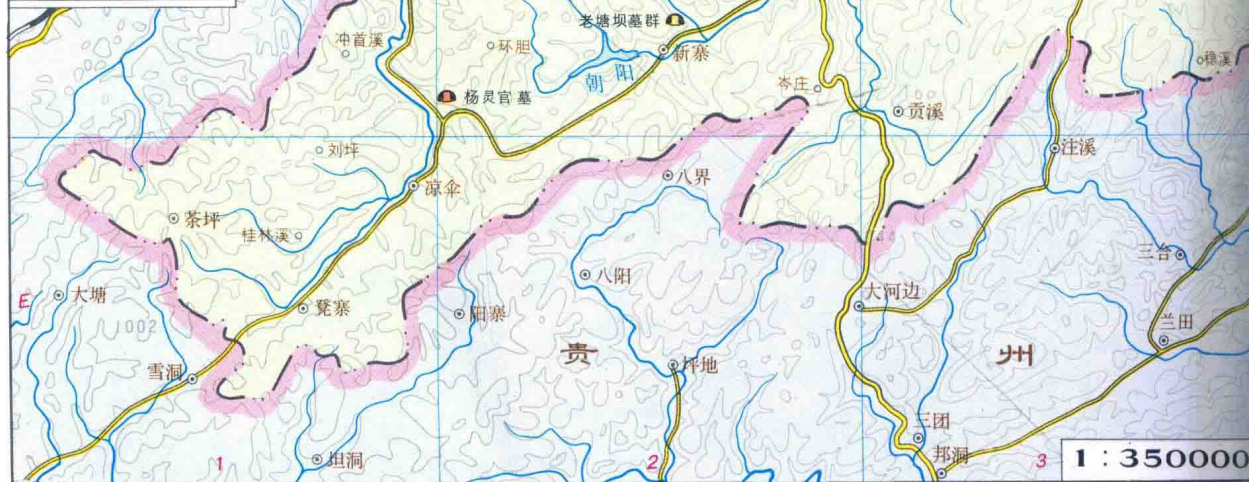 老塘坝墓群
冲首溪
环胆
新寨
稳溪
朝阳
岑庄
杨灵官墓
贡溪
刘坪
注溪
八界
凉伞
茶坪
桂林溪
三台
八阳
大塘
E
凳寨
大河边
1002
阳寨
兰田
贵州
坪地
雪洞
三团
坦洞
1
2
邦洞
3
1:350000